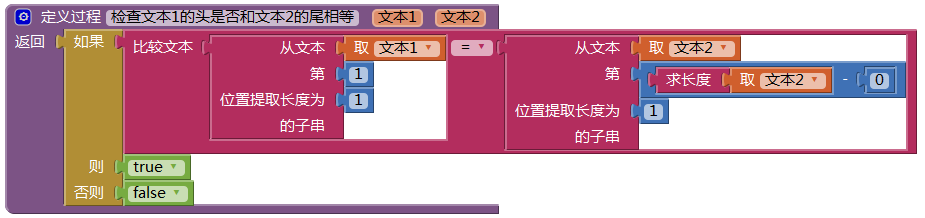 定义过程 检查文本1的头是否和文本2的尾相等 文本1 文本2
返回 如果 比较文本 从文本 取 文本1 = 从文本 取 文本2
第 1 第 求长度 取 文本2 - 0
位置提取长度为 1 位置提取长度为 1
的子串 的子串
则 true
否则 false